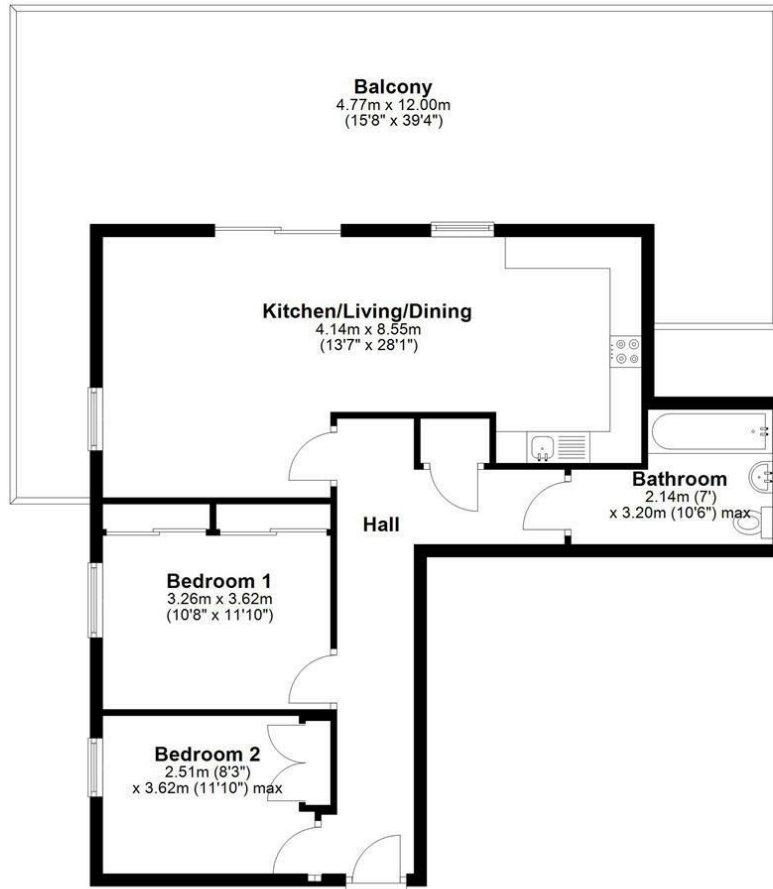 Balcony
4.77m x 12.00m
(15'8" x 39'4")
Kitchen/Living/Dining
4.14m x 8.55m
(13'7" x 28'1")
Bathroom
2.14m (7')
x 3.20m (10'6") max
Hall
Bedroom 1
3.26m x 3.62m
(10'8" x 11'10")
Bedroom 2
2.51m (8'3")
x 3.62m (11'10") max